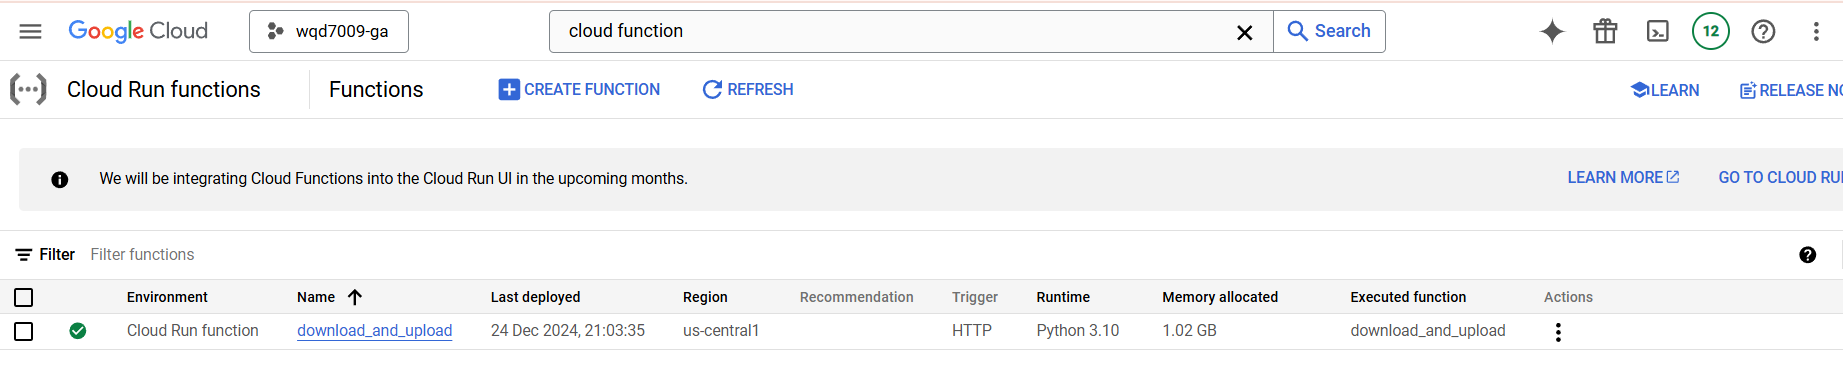 Google Cloud
wqd7009-ga
cloud function
Search
12
Cloud Run functions
Functions
CREATE FUNCTION
REFRESH
LEARN
RELEASE NO
We will be integrating Cloud Functions into the Cloud Run UI in the upcoming months.
LEARN MORE
GO TO CLOUD RU
Filter
Filter functions
Environment Name Last deployed Region Recommendation Trigger Runtime Memory allocated Executed function Actions
Cloud Run function download_and_upload 24 Dec 2024, 21:03:35 us-central1 HTTP Python 3.10 1.02 GB download_and_upload